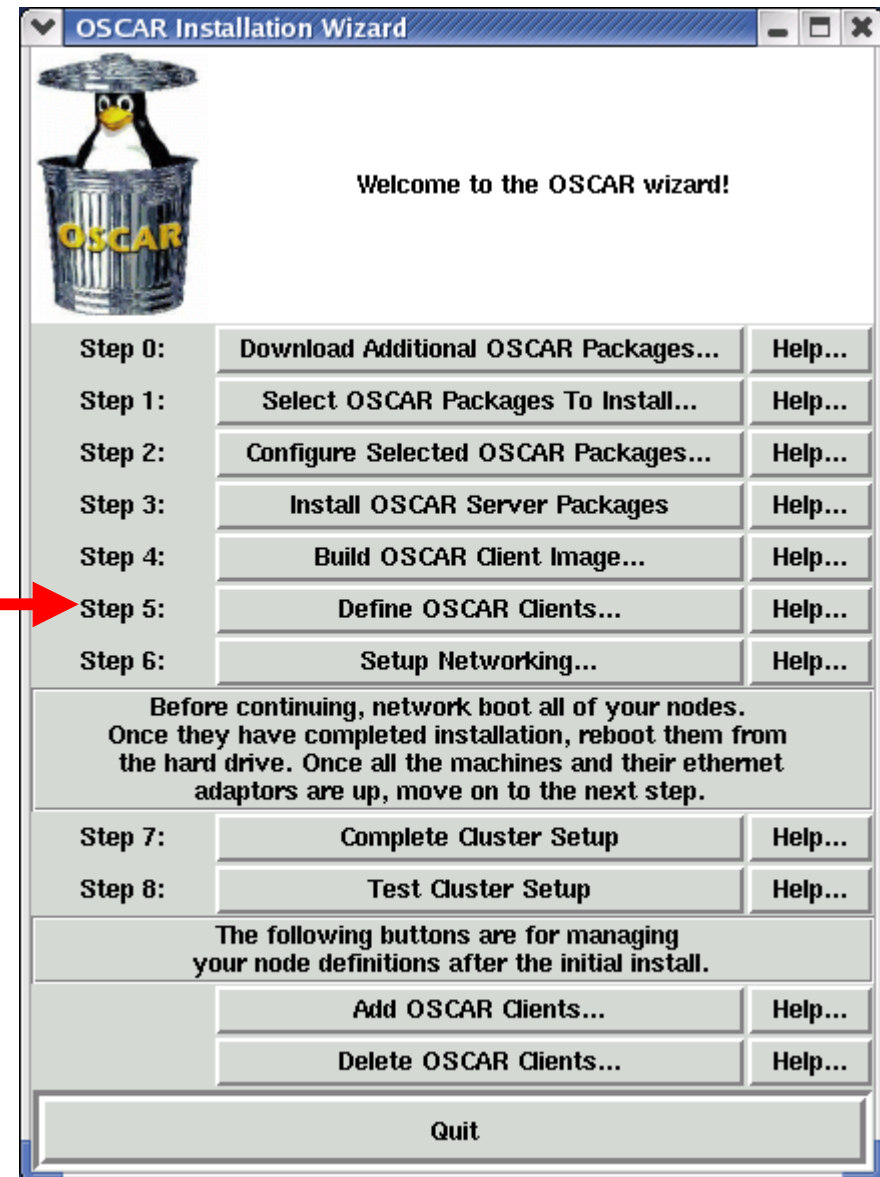 OSCAR Installation Wizard
OSCAR
Welcome to the OSCAR wizard!
Step 0: Download Additional OSCAR Packages... Help...
Step 1: Select OSCAR Packages To Install... Help...
Step 2: Configure Selected OSCAR Packages... Help...
Step 3: Install OSCAR Server Packages Help...
Step 4: Build OSCAR Client Image... Help...
Step 5: Define OSCAR Clients... Help...
Step 6: Setup Networking... Help...
Before continuing, network boot all of your nodes.
Once they have completed installation, reboot them from
the hard drive. Once all the machines and their ethernet
adaptors are up, move on to the next step.
Step 7: Complete Cluster Setup Help...
Step 8: Test Cluster Setup Help...
The following buttons are for managing
your node definitions after the initial install.
Add OSCAR Clients... Help...
Delete OSCAR Clients... Help...
Quit